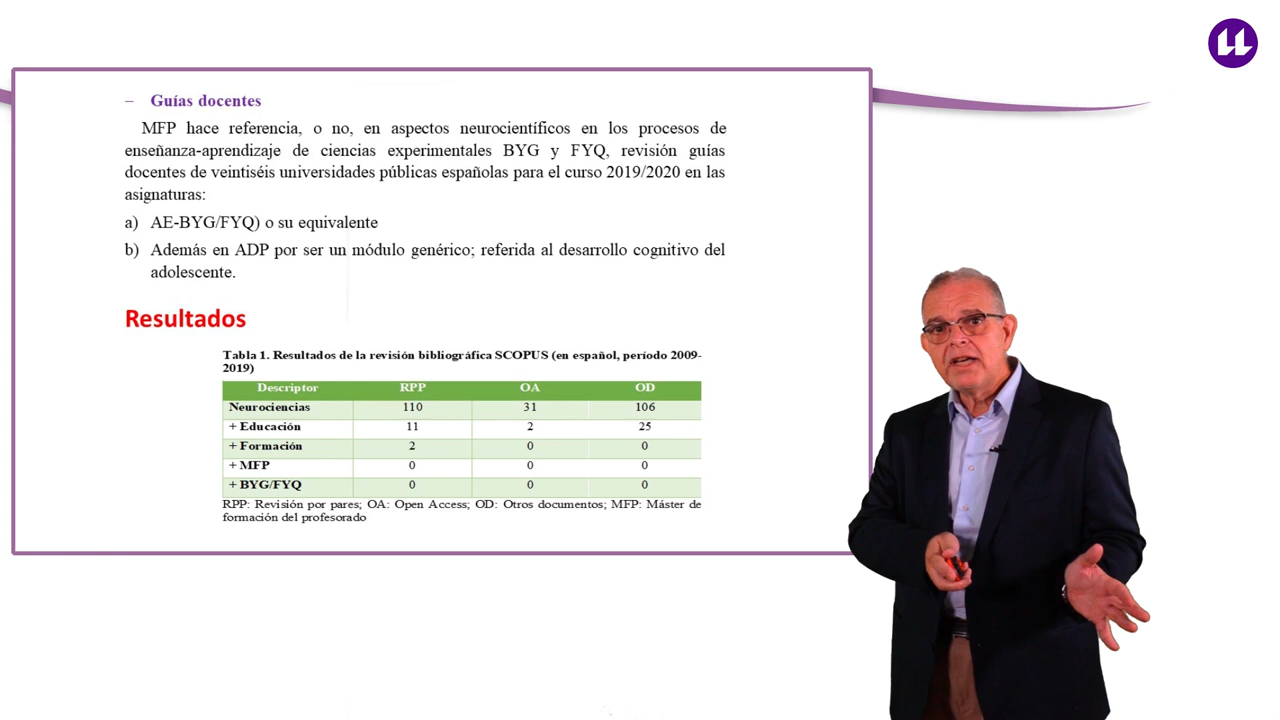 – Guías docentes
MFP hace referencia, o no, en aspectos neurocientíficos en los procesos de
enseñanza-aprendizaje de ciencias experimentales BYG y FYQ, revisión guías
docentes de veintiséis universidades públicas españolas para el curso 2019/2020 en las
asignaturas:
a) AE-BYG/FYQ) o su equivalente
b) Además en ADP por ser un módulo genérico; referida al desarrollo cognitivo del
adolescente.
Resultados
Tabla 1. Resultados de la revisión bibliográfica SCOPUS (en español, período 2009-
2019)
Descriptor RPP OA OD
Neurociencias 110 31 106
+ Educación 11 2 25
+ Formación 2 0 0
+ MFP 0 0 0
+ BYG/FYQ 0 0 0
RPP: Revisión por pares; OA: Open Access; OD: Otros documentos; MFP: Máster de
formación del profesorado